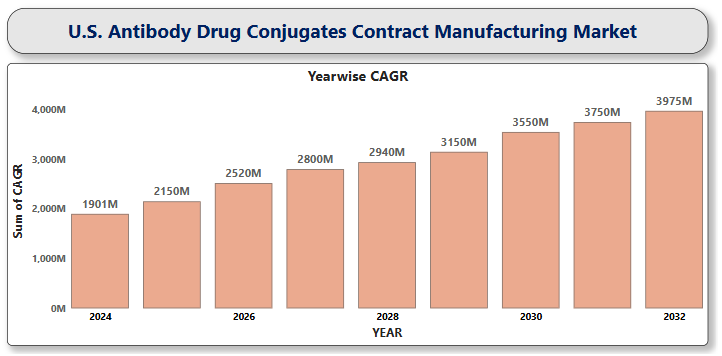 U.S. Antibody Drug Conjugates Contract Manufacturing Market
Yearwise CAGR
Sum of CAGR
4,000M
3,000M
2,000M
1,000M
0M
1901M
2150M
2520M
2800M
2940M
3150M
3550M
3750M
3975M
2024
2026
2028
2030
2032
YEAR